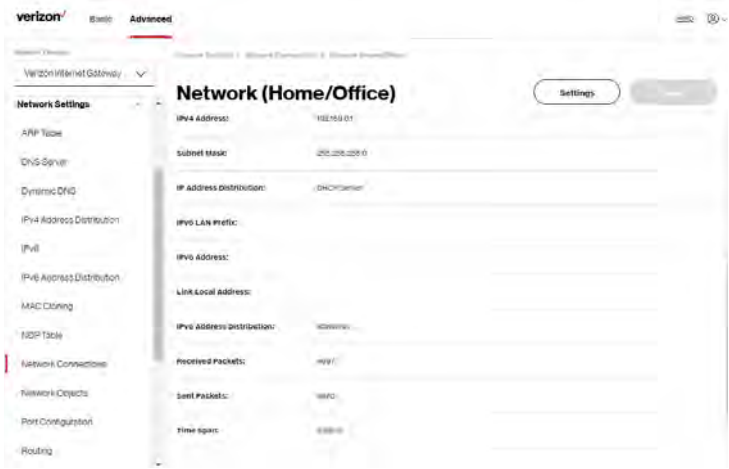 verizon
Basic
Advanced
Verizon Internet Gateway
Network Settings
ARP Table
DNS Server
Dynamic DNS
IPv4 Address Distribution
IPv6
IPv6 Address Distribution
MAC Cloning
NDP Table
Network Connections
Network Objects
Port Configuration
Routing
Network (Home/Office)
Settings
IPv4 Address:
Subnet Mask:
IP Address Distribution: DHCP Server
IPv6 LAN Prefix:
IPv6 Address:
Link Local Address:
IPv6 Address Distribution:
Received Packets:
Sent Packets:
Time Span: